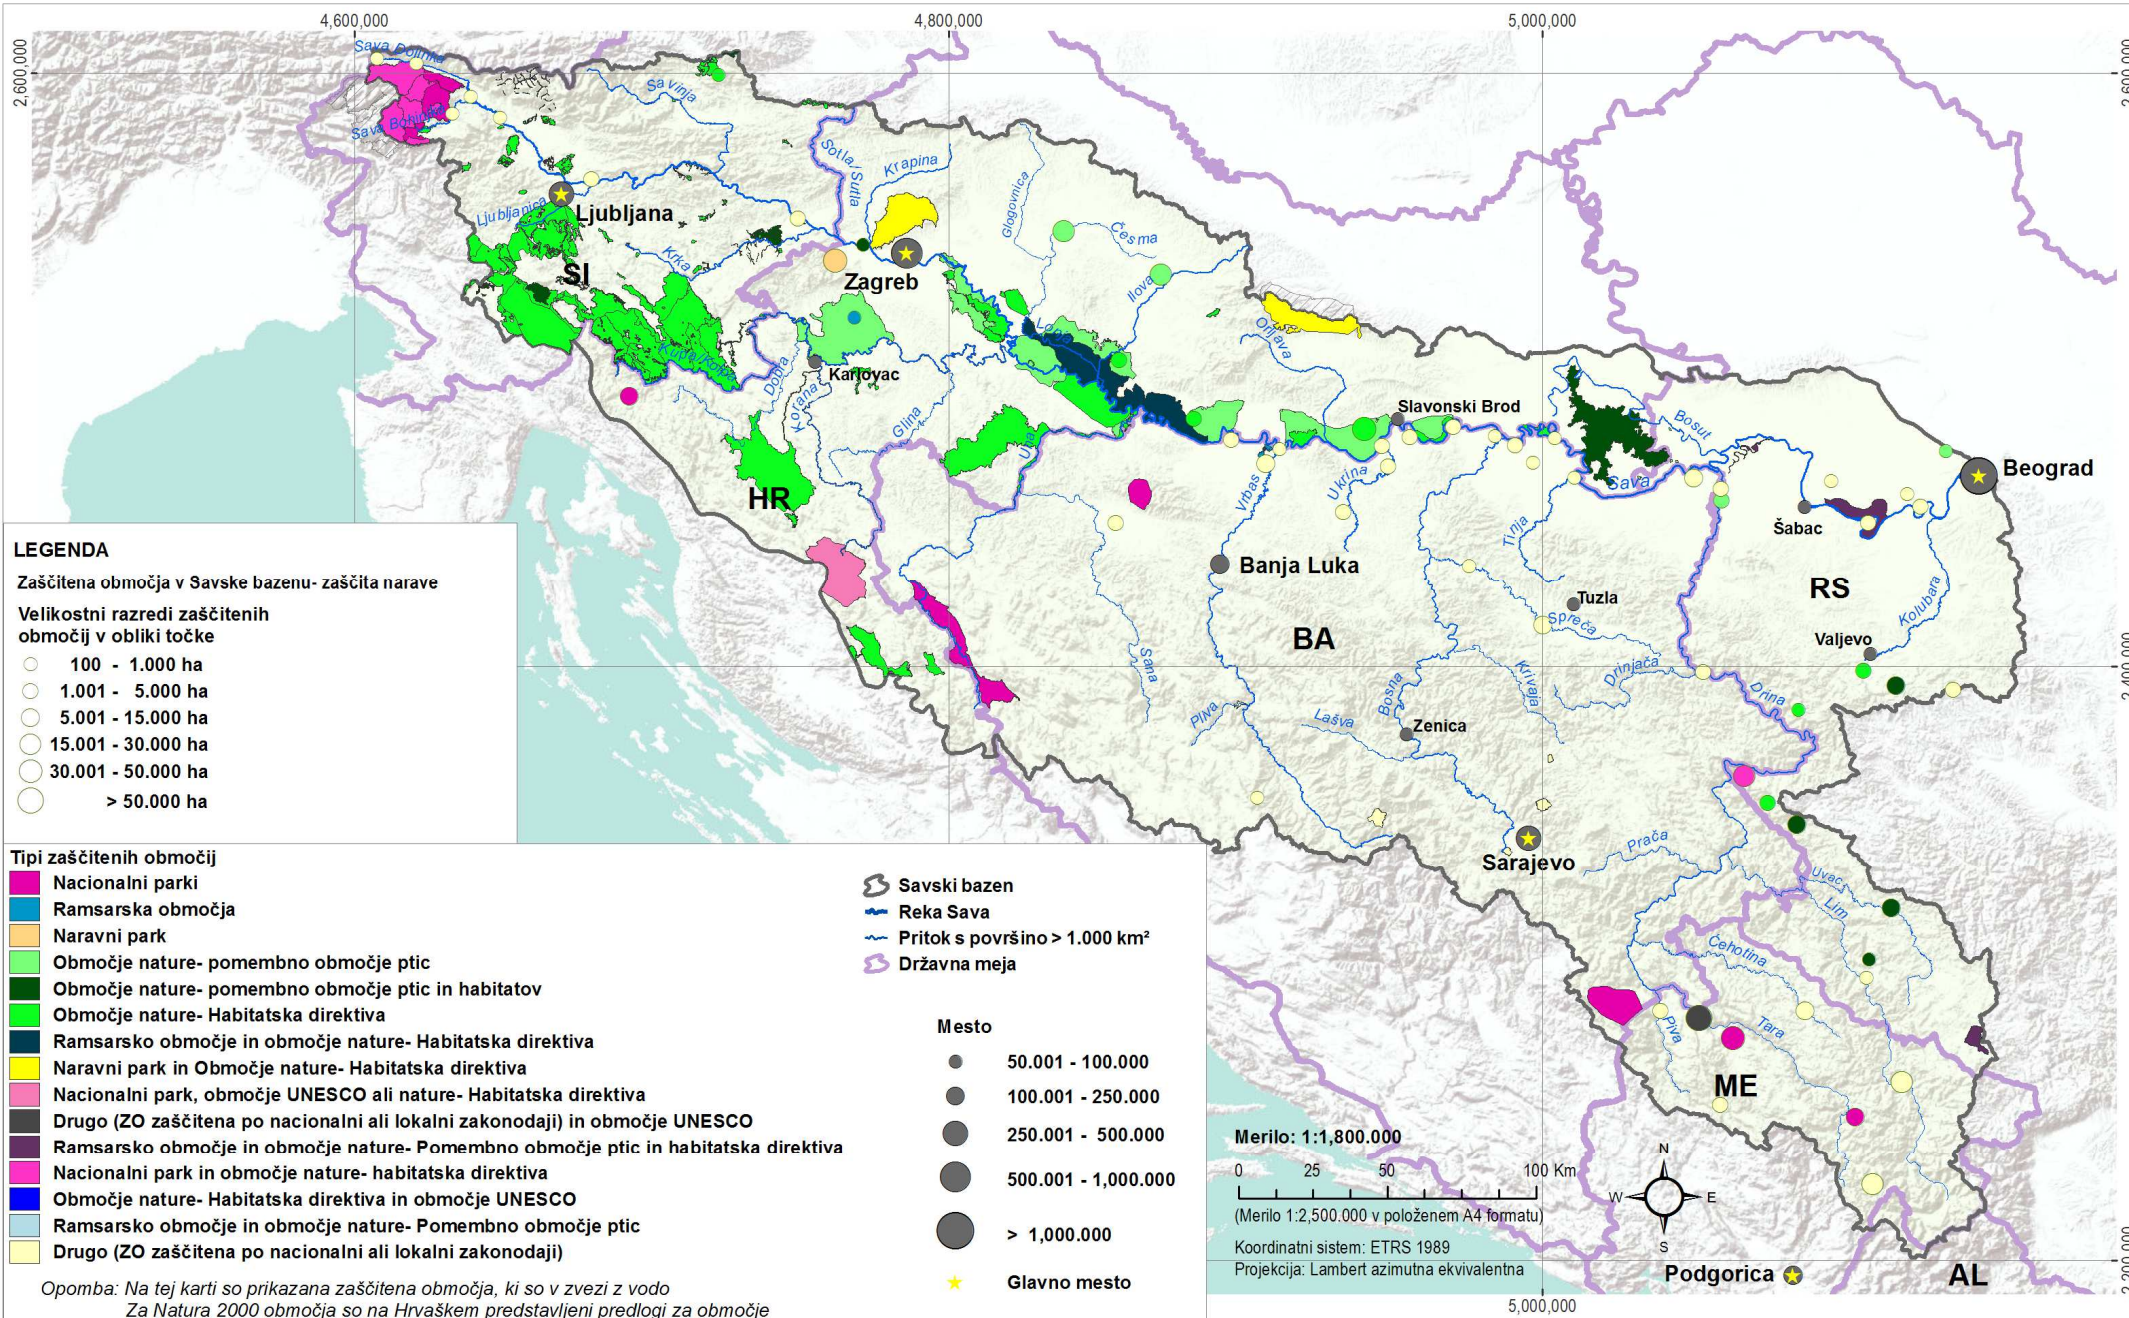 4,600,000
4,800,000
5,000,000
2,600,000
2,600,000
Sava Dolinka
Sava Bohinjka
Savinja
Sotla/Sutla
Krapina
Glogovnica
Česma
Ljubljanica
Ljubljana
Krka
SI
Zagreb
Ilova
Lonja
Orljava
Kupa/Kolpa
Dobra
Karlovac
Korana
Glina
Una
Slavonski Brod
Bosut
Beograd
HR
Vrbas
Ukrina
Tinja
Sava
Šabac
Banja Luka
Tuzla
RS
Kolubara
Spreča
Valjevo
BA
Sana
Drinjača
Krivaja
Bosna
2,400,000
Drina
Pliva
Lašva
Zenica
Prača
Sarajevo
Uvac
Lim
Čehotina
Piva
Tara
ME
Podgorica
AL
2,200,000
5,000,000
LEGENDA
Zaščitena območja v Savske bazenu- zaščita narave
Velikostni razredi zaščitenih
območij v obliki točke
100 - 1.000 ha
1.001 - 5.000 ha
5.001 - 15.000 ha
15.001 - 30.000 ha
30.001 - 50.000 ha
> 50.000 ha
Tipi zaščitenih območij
Nacionalni parki
Ramsarska območja
Naravni park
Območje nature- pomembno območje ptic
Območje nature- pomembno območje ptic in habitatov
Območje nature- Habitatska direktiva
Ramsarsko območje in območje nature- Habitatska direktiva
Naravni park in Območje nature- Habitatska direktiva
Nacionalni park, območje UNESCO ali nature- Habitatska direktiva
Drugo (ZO zaščitena po nacionalni ali lokalni zakonodaji) in območje UNESCO
Ramsarsko območje in območje nature- Pomembno območje ptic in habitatska direktiva
Nacionalni park in območje nature- habitatska direktiva
Območje nature- Habitatska direktiva in območje UNESCO
Ramsarsko območje in območje nature- Pomembno območje ptic
Drugo (ZO zaščitena po nacionalni ali lokalni zakonodaji)
Opomba: Na tej karti so prikazana zaščitena območja, ki so v zvezi z vodo
Za Natura 2000 območja so na Hrvaškem predstavljeni predlogi za območje
Savski bazen
Reka Sava
Pritok s površino > 1.000 km²
Državna meja
Mesto
50.001 - 100.000
100.001 - 250.000
250.001 - 500.000
500.001 - 1,000.000
> 1,000.000
Glavno mesto
Merilo: 1:1,800.000
0 25 50 100 Km
(Merilo 1:2,500.000 v položenem A4 formatu)
Koordinatni sistem: ETRS 1989
Projekcija: Lambert azimutna ekvivalentna
N
W E
S